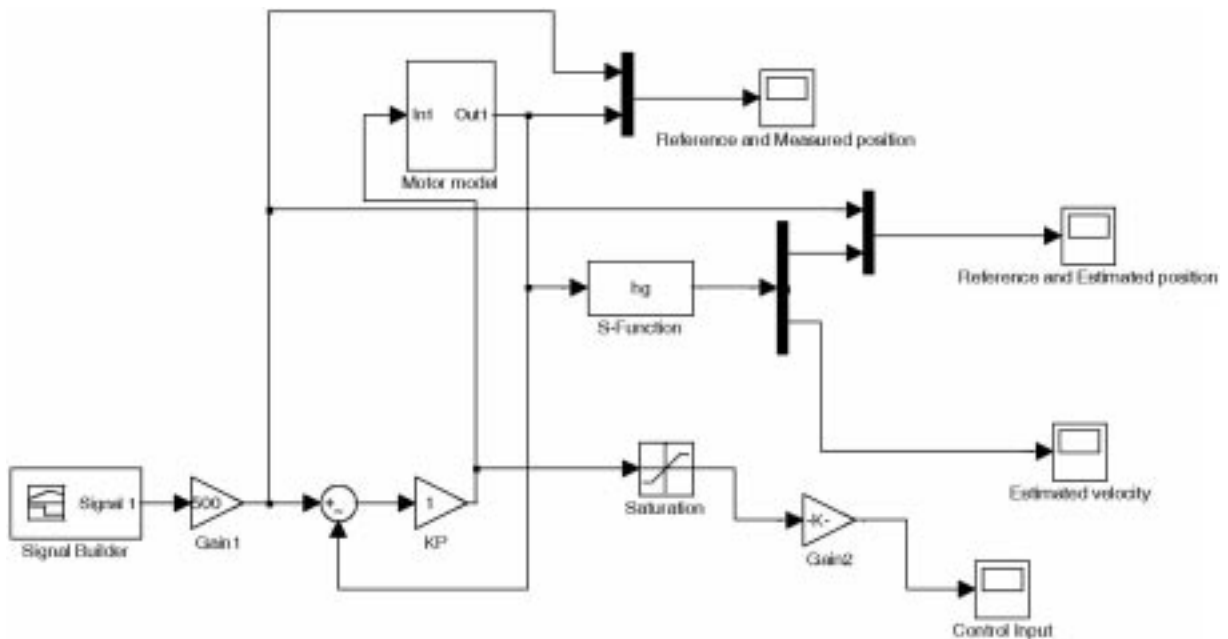 In1 Out1
Motor model
Reference and Measured position
Reference and Estimated position
hg
S-Function
Signal 1
Signal Builder
500
Gain1
+
-
1
KP
Saturation
-K-
Gain2
Estimated velocity
Control Input